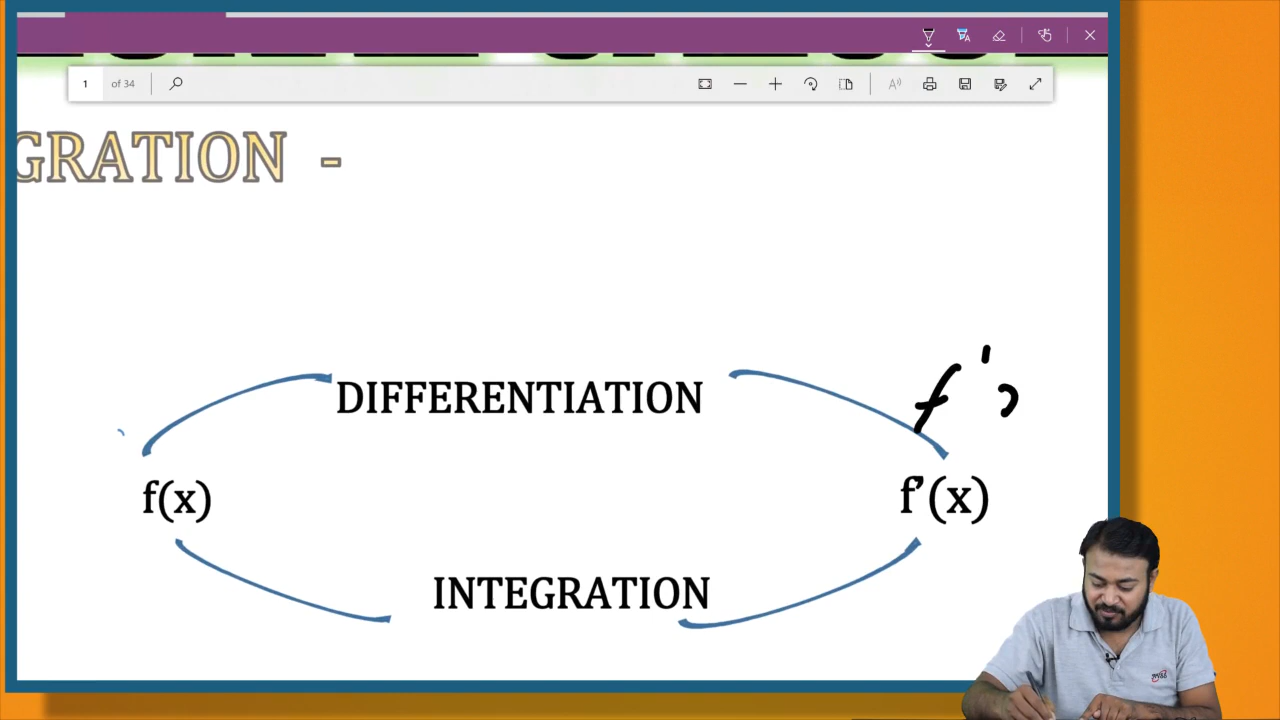 1 of 34
GRATION -
f'
DIFFERENTIATION
f(x)
f'(x)
INTEGRATION